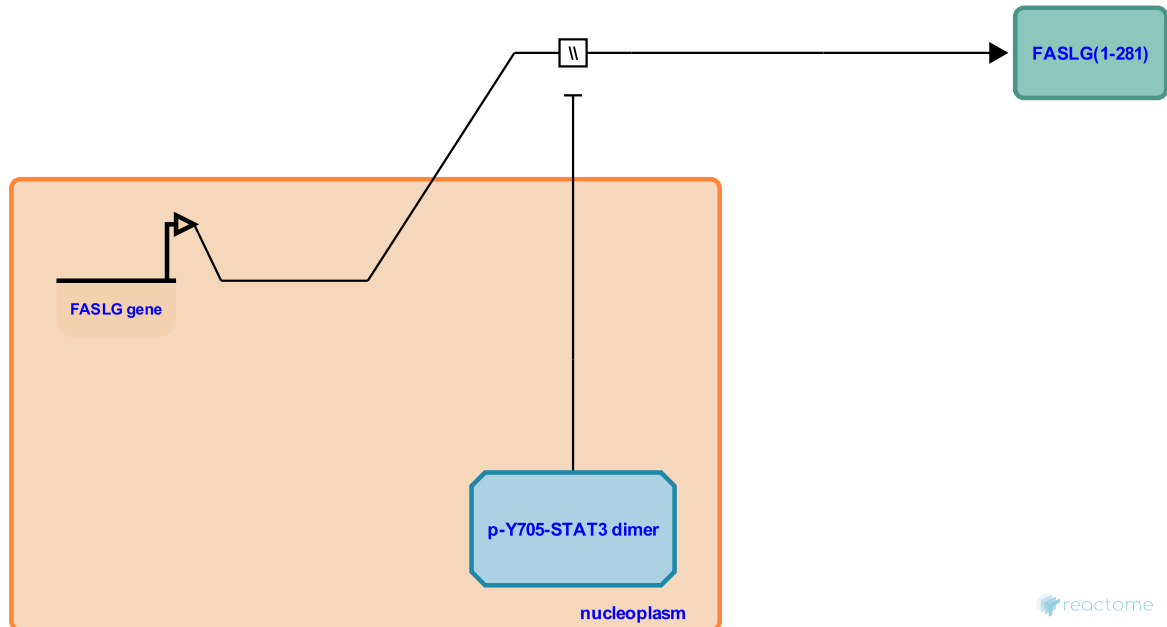 FASLG(1-281)
FASLG gene
p-Y705-STAT3 dimer
nucleoplasm
reactome